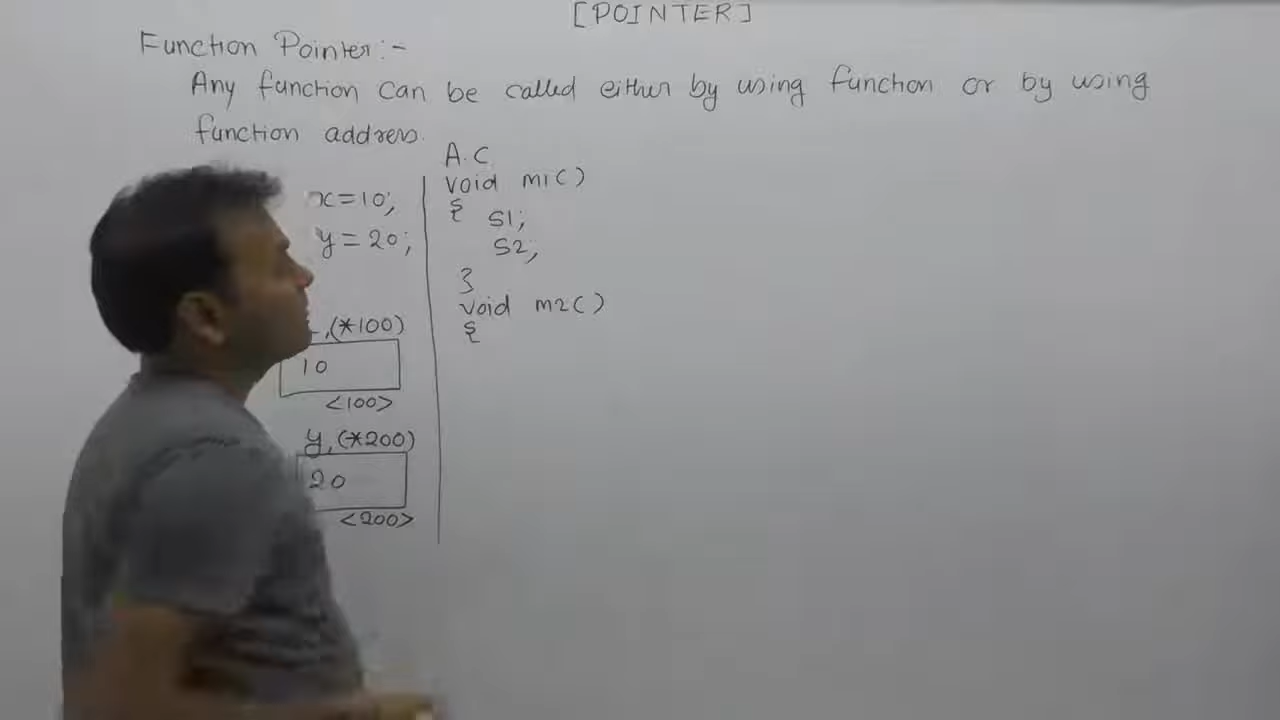 [POINTER]
Function Pointer:-
Any function can be called either by using function or by using
function address.
x=10;
y=20;
,(*100)
10
<100>
y,(*200)
20
<200>
A.C
void m1()
{ S1;
S2;
}
void m2()
{